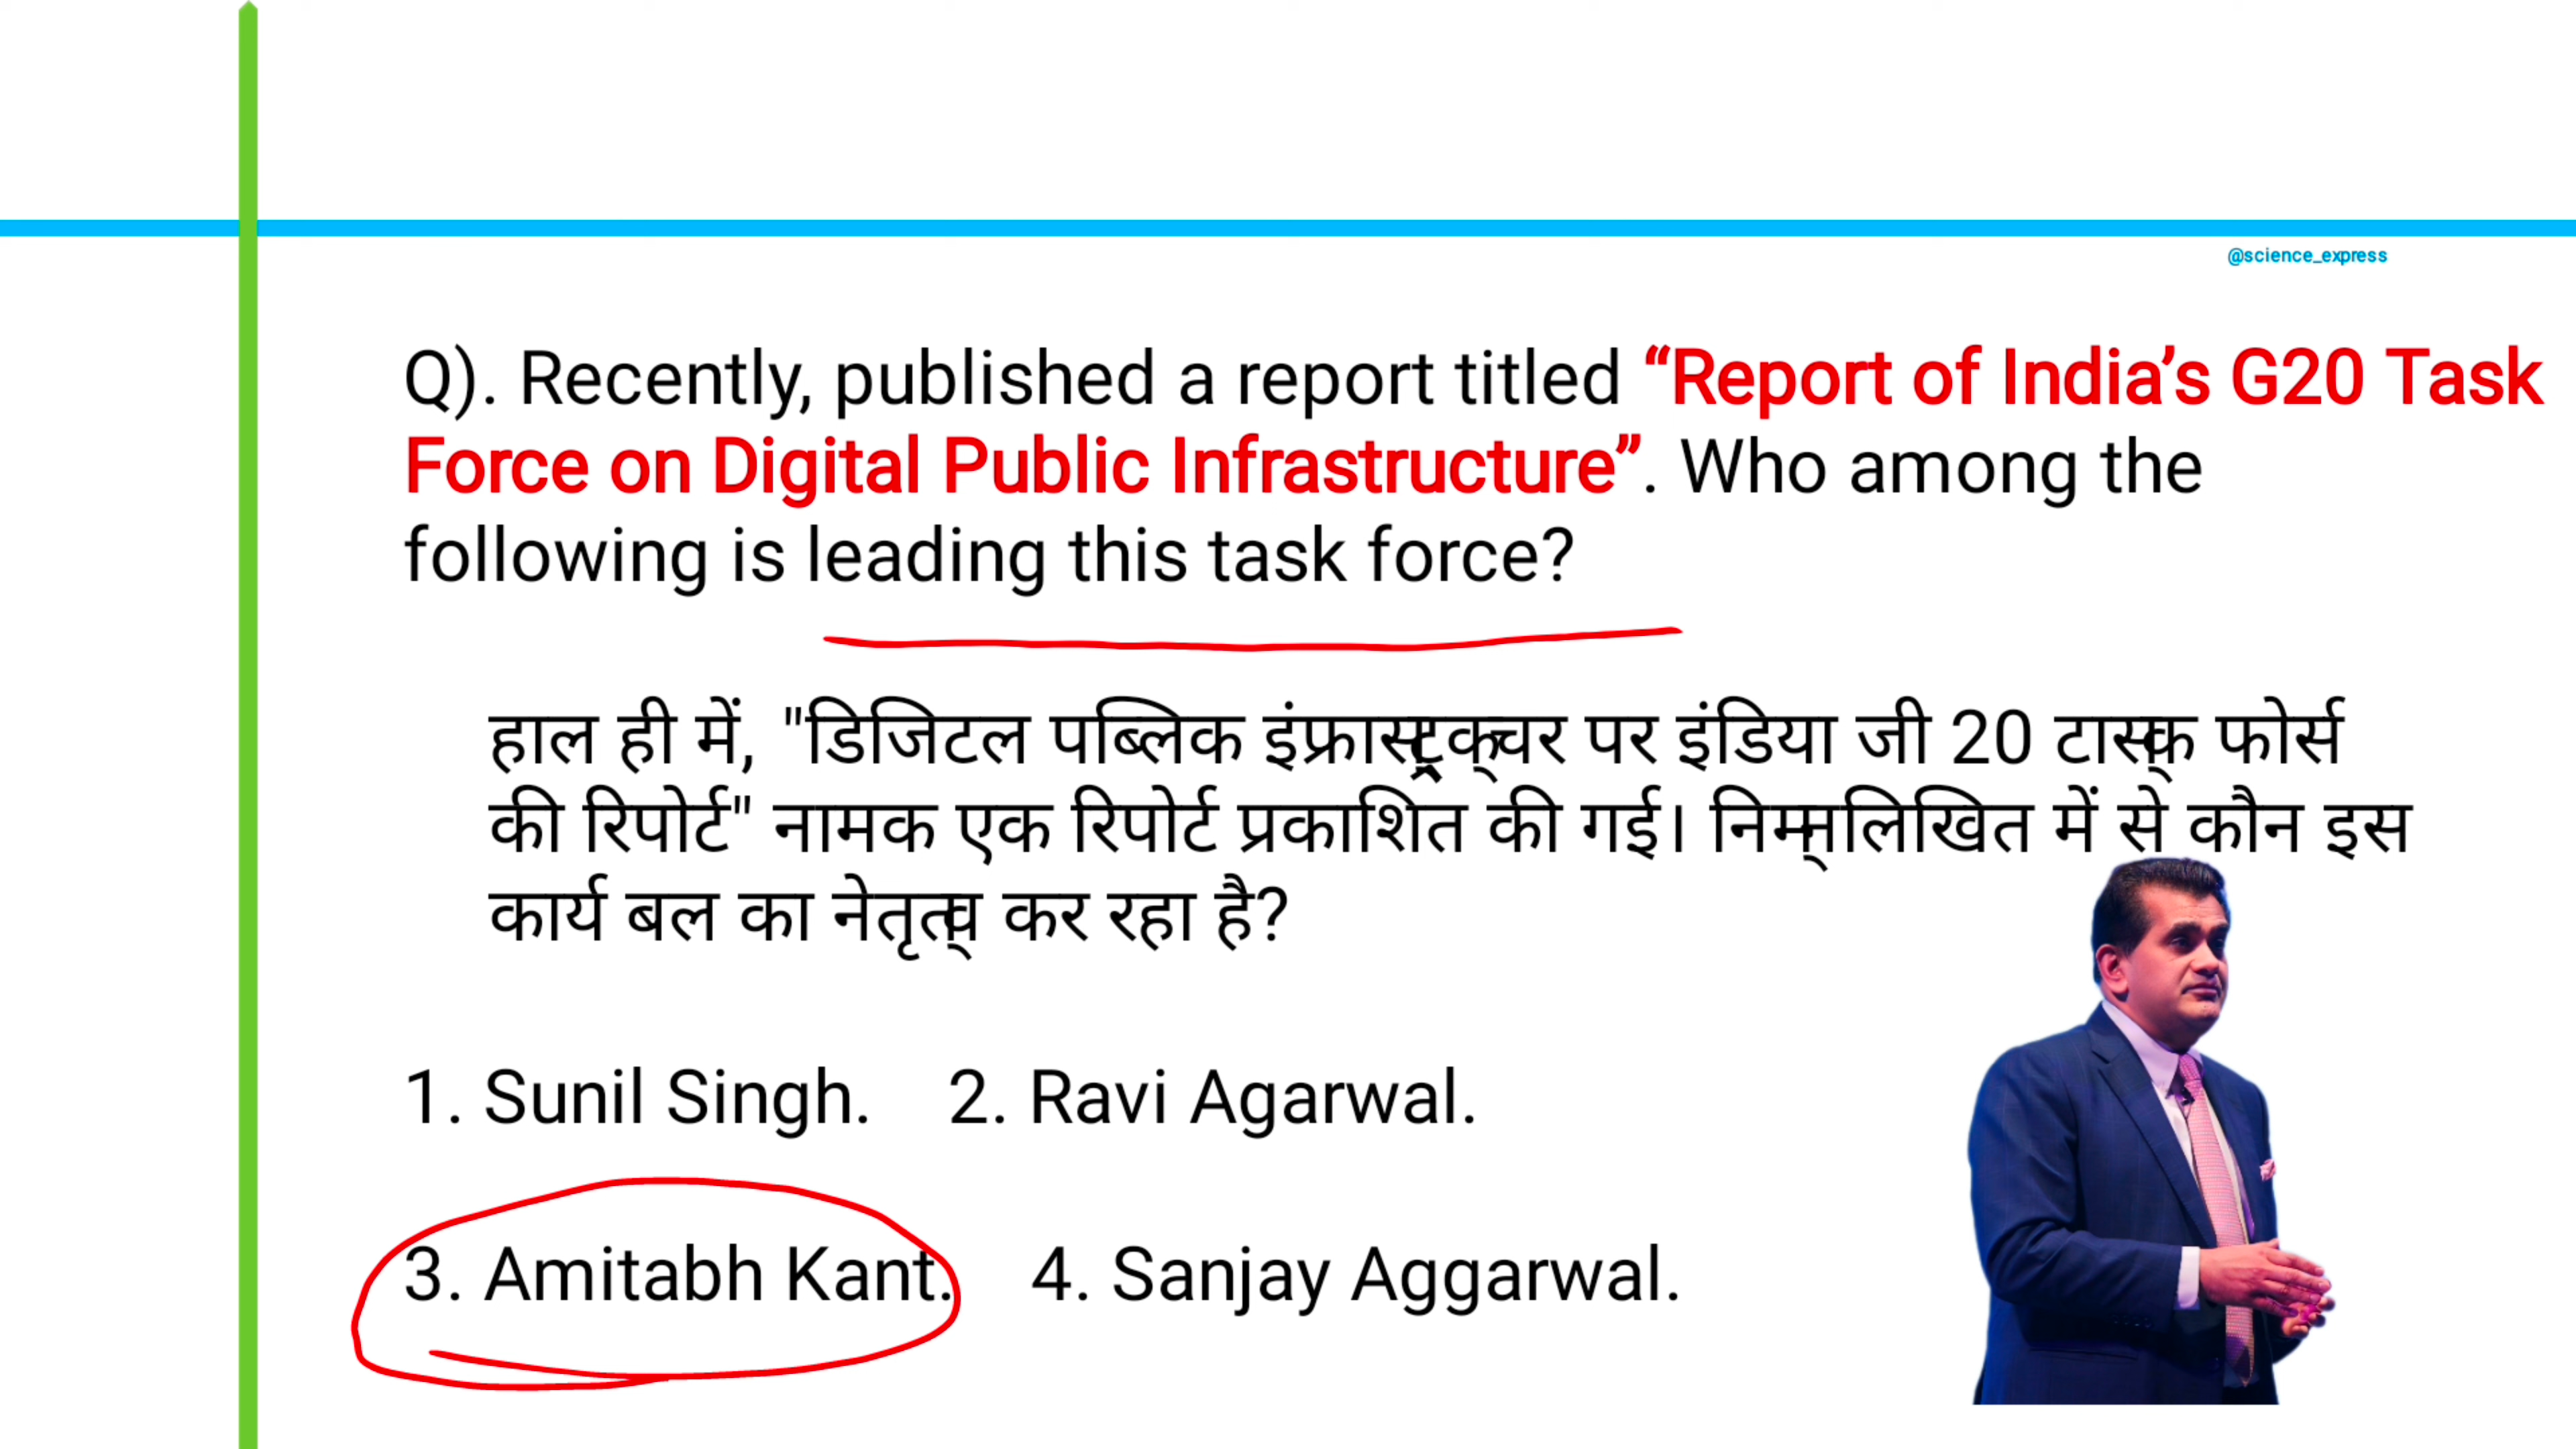 @science_express
Q). Recently, published a report titled “Report of India’s G20 Task
Force on Digital Public Infrastructure”. Who among the
following is leading this task force?
हाल ही में, "डिजिटल पब्लिक इंफ्रास्ट्रक्चर पर इंडिया जी 20 टास्क फोर्स
की रिपोर्ट" नामक एक रिपोर्ट प्रकाशित की गई। निम्नलिखित में से कौन इस
कार्य बल का नेतृत्व कर रहा है?
1. Sunil Singh. 2. Ravi Agarwal.
3. Amitabh Kant. 4. Sanjay Aggarwal.